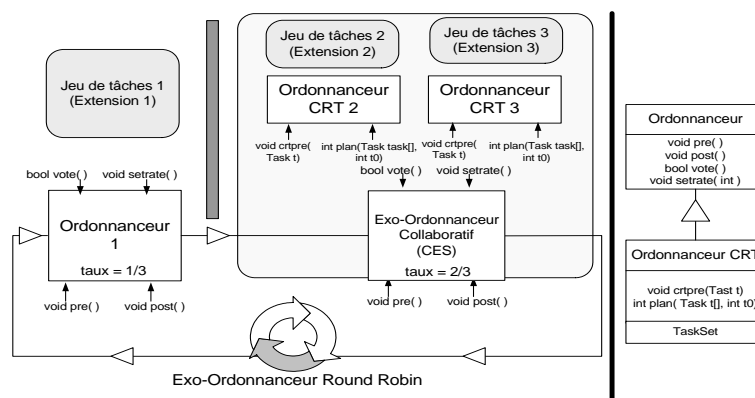 Jeu de tâches 1
(Extension 1)
Jeu de tâches 2
(Extension 2)
Jeu de tâches 3
(Extension 3)
Ordonnanceur
CRT 2
Ordonnanceur
CRT 3
void crtpre(
Task t)
int plan(Task task[],
int t0)
void crtpre(
Task t)
int plan(Task task[],
int t0)
bool vote( )
void setrate( )
bool vote( )
void setrate( )
Ordonnanceur
1
taux = 1/3
Exo-Ordonnanceur
Collaboratif
(CES)
taux = 2/3
void pre( )
void post( )
void pre( )
void post( )
Exo-Ordonnanceur Round Robin
Ordonnanceur
void pre( )
void post( )
bool vote( )
void setrate( int )
Ordonnanceur CRT
void crtpre(Tast t)
int plan( Task t[], int t0)
TaskSet